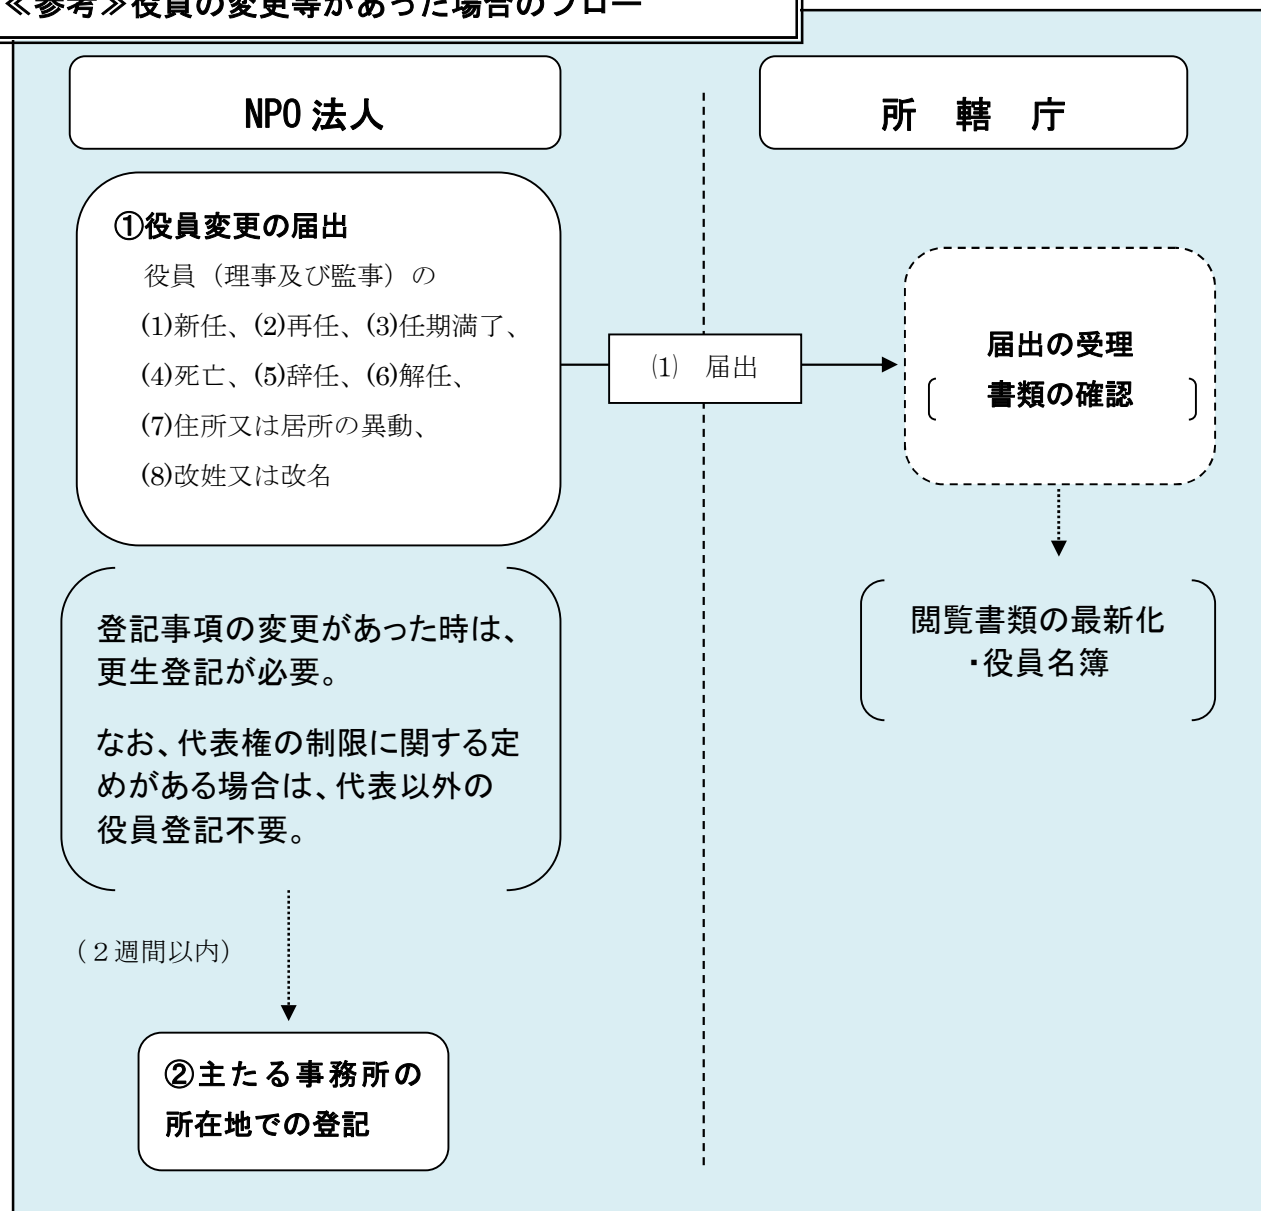 ≪参考≫役員の変更等があった場合のフロー
NPO 法人
所　轄　庁
①役員変更の届出
役員（理事及び監事）の
(1)新任、(2)再任、(3)任期満了、
(4)死亡、(5)辞任、(6)解任、
(7)住所又は居所の異動、
(8)改姓又は改名
⑴　届出
届出の受理
書類の確認
登記事項の変更があった時は、
更生登記が必要。
なお、代表権の制限に関する定
めがある場合は、代表以外の
役員登記不要。
閲覧書類の最新化
・役員名簿
（２週間以内）
②主たる事務所の
所在地での登記